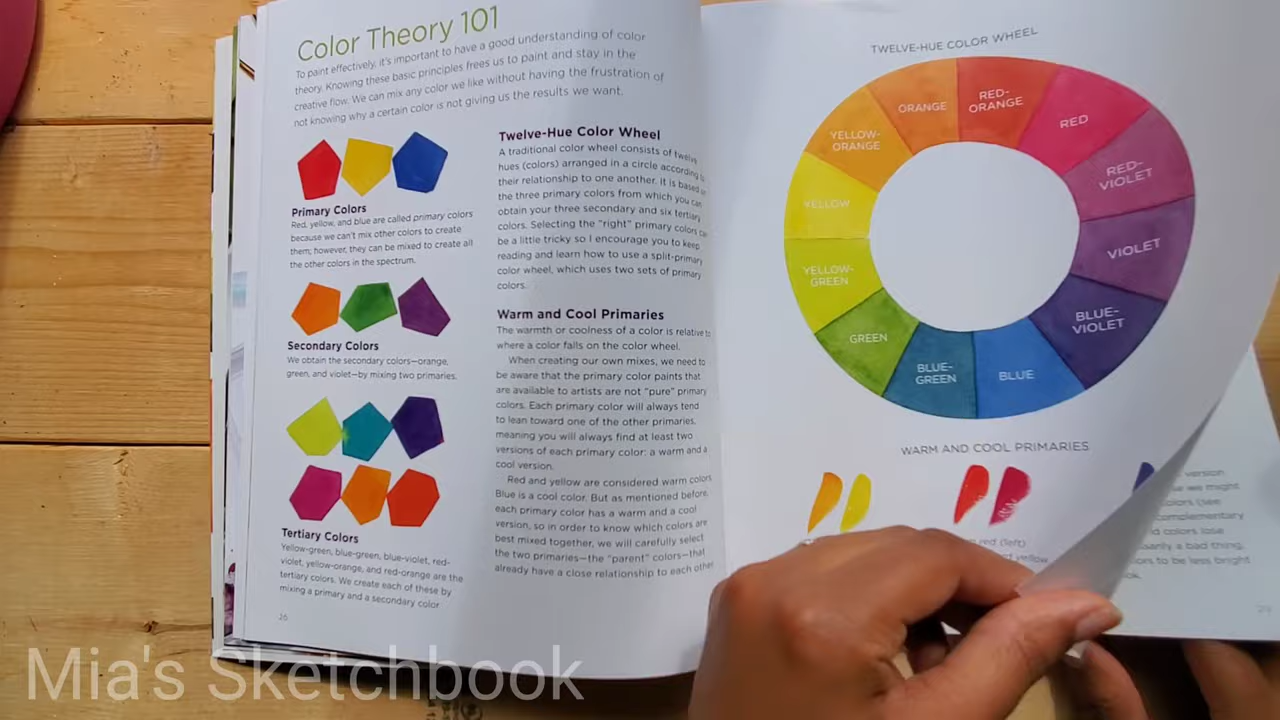 Color Theory 101
To paint effectively, it's important to have a good understanding of color
theory. Knowing these basic principles frees us to paint and stay in the
creative flow. We can mix any color we like without having the frustration of
not knowing why a certain color is not giving us the results we want.
Primary Colors
Red, yellow, and blue are called primary colors
because we can't mix other colors to create
them; however, they can be mixed to create all
the other colors in the spectrum.
Secondary Colors
We obtain the secondary colors—orange,
green, and violet—by mixing two primaries.
Tertiary Colors
Yellow-green, blue-green, blue-violet, red-
violet, yellow-orange, and red-orange are the
tertiary colors. We create each of these by
mixing a primary and a secondary color
26
Twelve-Hue Color Wheel
A traditional color wheel consists of twelve
hues (colors) arranged in a circle according to
their relationship to one another. It is based on
the three primary colors from which you can
obtain your three secondary and six tertiary
colors. Selecting the "right" primary colors can
be a little tricky so I encourage you to keep
reading and learn how to use a split-primary
color wheel, which uses two sets of primary
colors.
Warm and Cool Primaries
The warmth or coolness of a color is relative to
where a color falls on the color wheel.
When creating our own mixes, we need to
be aware that the primary color paints that
are available to artists are not "pure" primary
colors. Each primary color will always tend
to lean toward one of the other primaries,
meaning you will always find at least two
versions of each primary color: a warm and a
cool version.
Red and yellow are considered warm colors.
Blue is a cool color. But as mentioned before,
each primary color has a warm and a cool
version, so in order to know which colors are
best mixed together, we will carefully select
the two primaries—the "parent" colors—that
already have a close relationship to each other
TWELVE-HUE COLOR WHEEL
ORANGE
RED-
ORANGE
RED
RED-
VIOLET
VIOLET
BLUE-
VIOLET
BLUE
BLUE-
GREEN
GREEN
YELLOW-
GREEN
YELLOW
YELLOW-
ORANGE
WARM AND COOL PRIMARIES
red (left)
yellow
version
we might
colors (see
complementary
colors lose
a bad thing,
to be less bright
Mia's Sketchbook